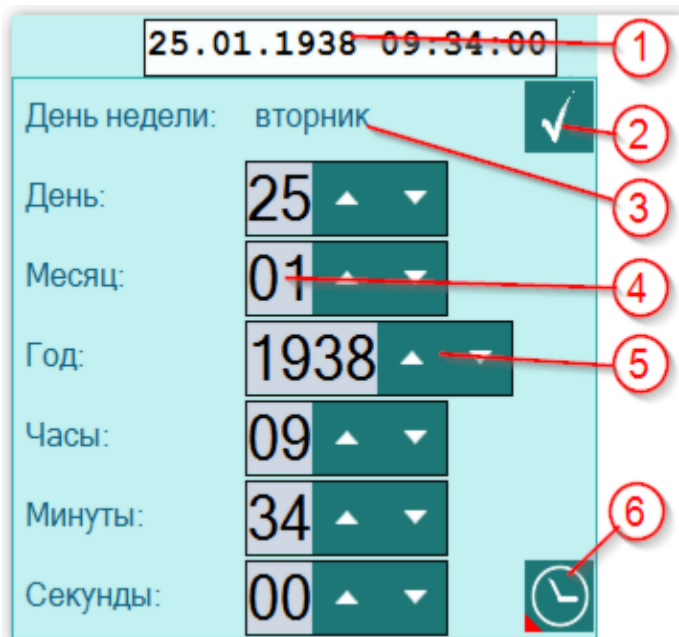 25.01.1938 09:34:00
1
День недели: вторник
2
День: 25
3
Месяц: 01
4
Год: 1938
5
Часы: 09
Минуты: 34
6
Секунды: 00